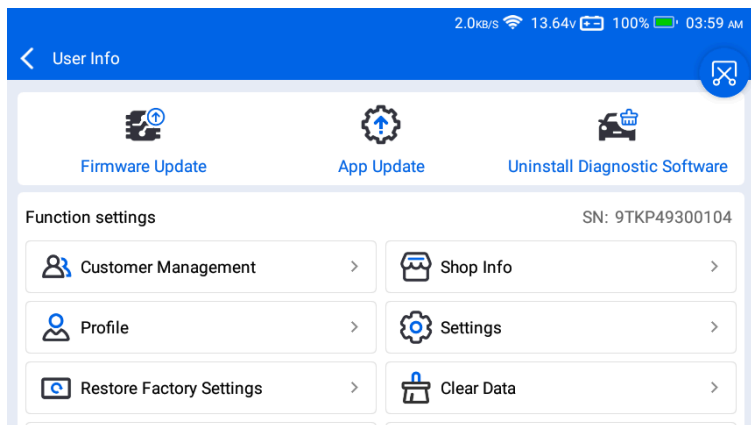 2.0KB/S 13.64V 100% 03:59 AM
User Info
Firmware Update App Update Uninstall Diagnostic Software
Function settings SN: 9TKP49300104
Customer Management Shop Info
Profile Settings
Restore Factory Settings Clear Data